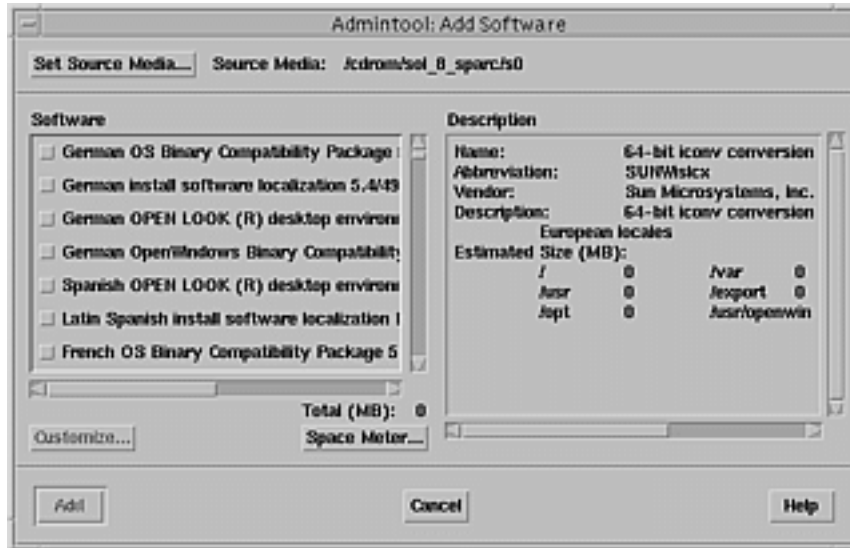 Admintool: Add Software
Set Source Media... Source Media: /cdrom/sol_8_sparc/s0
Software
German OS Binary Compatibility Package
German install software localization 5.4/49
German OPEN LOOK (R) desktop environm
German OpenWindows Binary Compatibility
Spanish OPEN LOOK (R) desktop environm
Latin Spanish install software localization
French OS Binary Compatibility Package 5
Total (MB): 0
Customize... Space Meter...
Description
Name: 64-bit iconv conversion
Abbreviation: SUNWislcx
Vendor: Sun Microsystems, Inc.
Description: 64-bit iconv conversion
European locales
Estimated Size (MB):
/ 0 /var 0
/usr 0 /export 0
/opt 0 /usr/openwin
Add Cancel Help